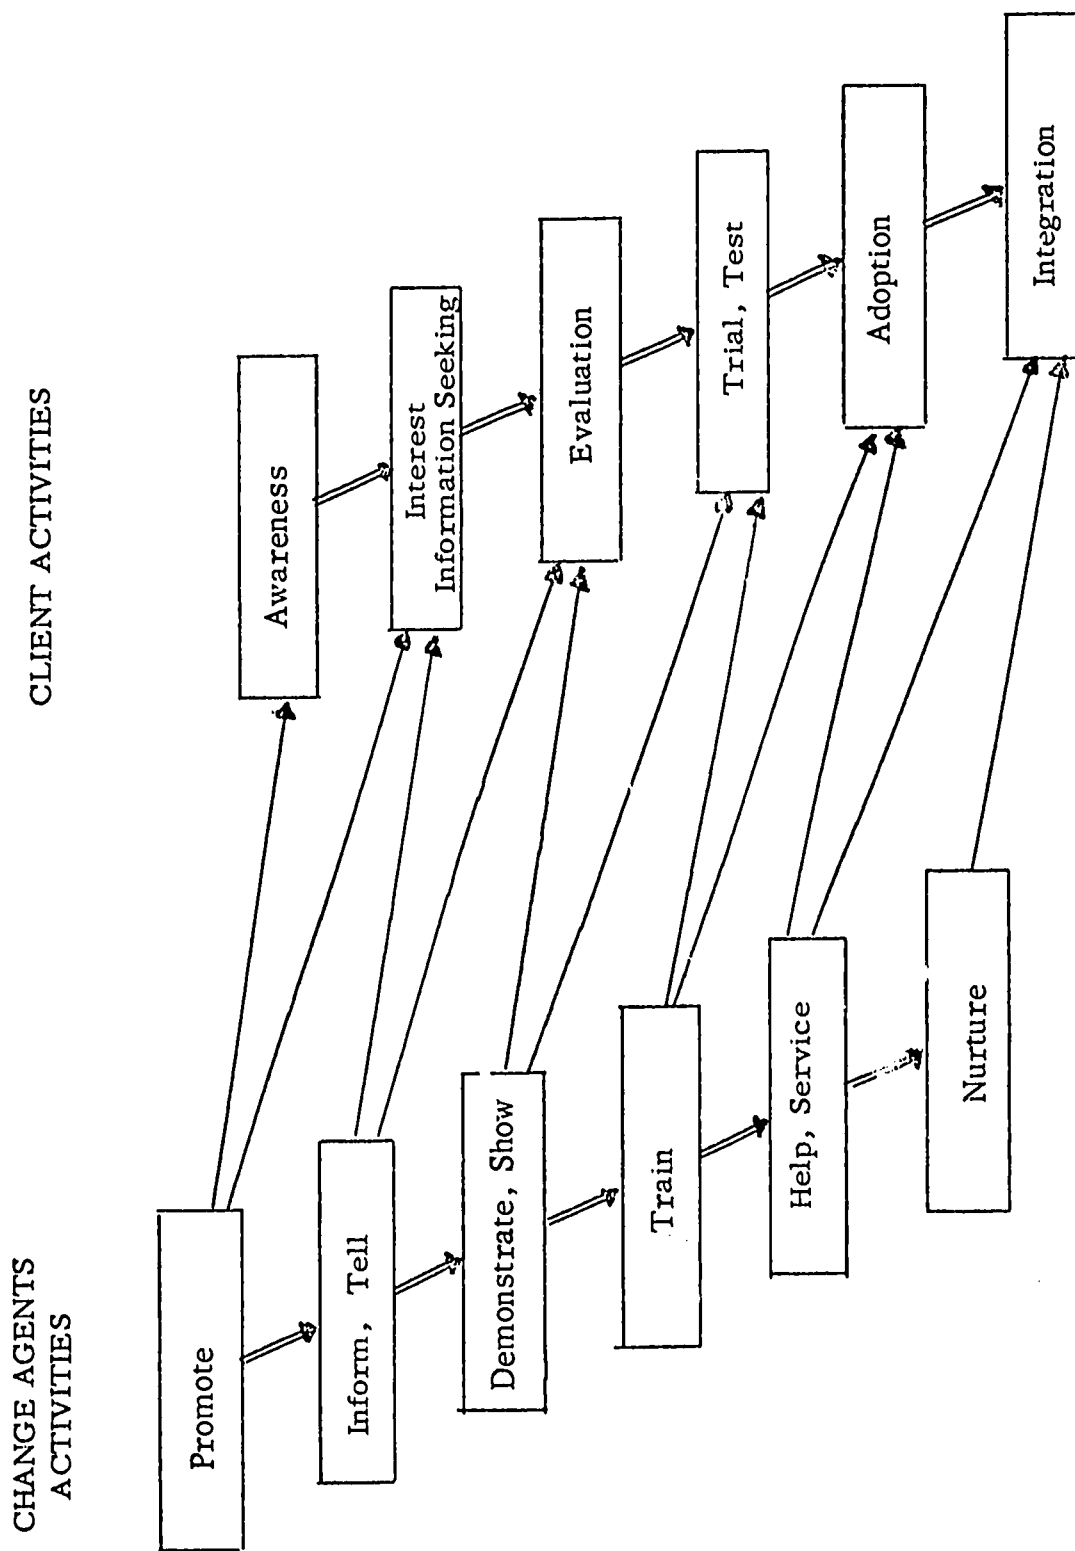 CHANGE AGENTS
ACTIVITIES
CLIENT ACTIVITIES
Promote
Awareness
Inform, Tell
Interest
Information Seeking
Demonstrate, Show
Evaluation
Train
Trial, Test
Help, Service
Adoption
Nurture
Integration